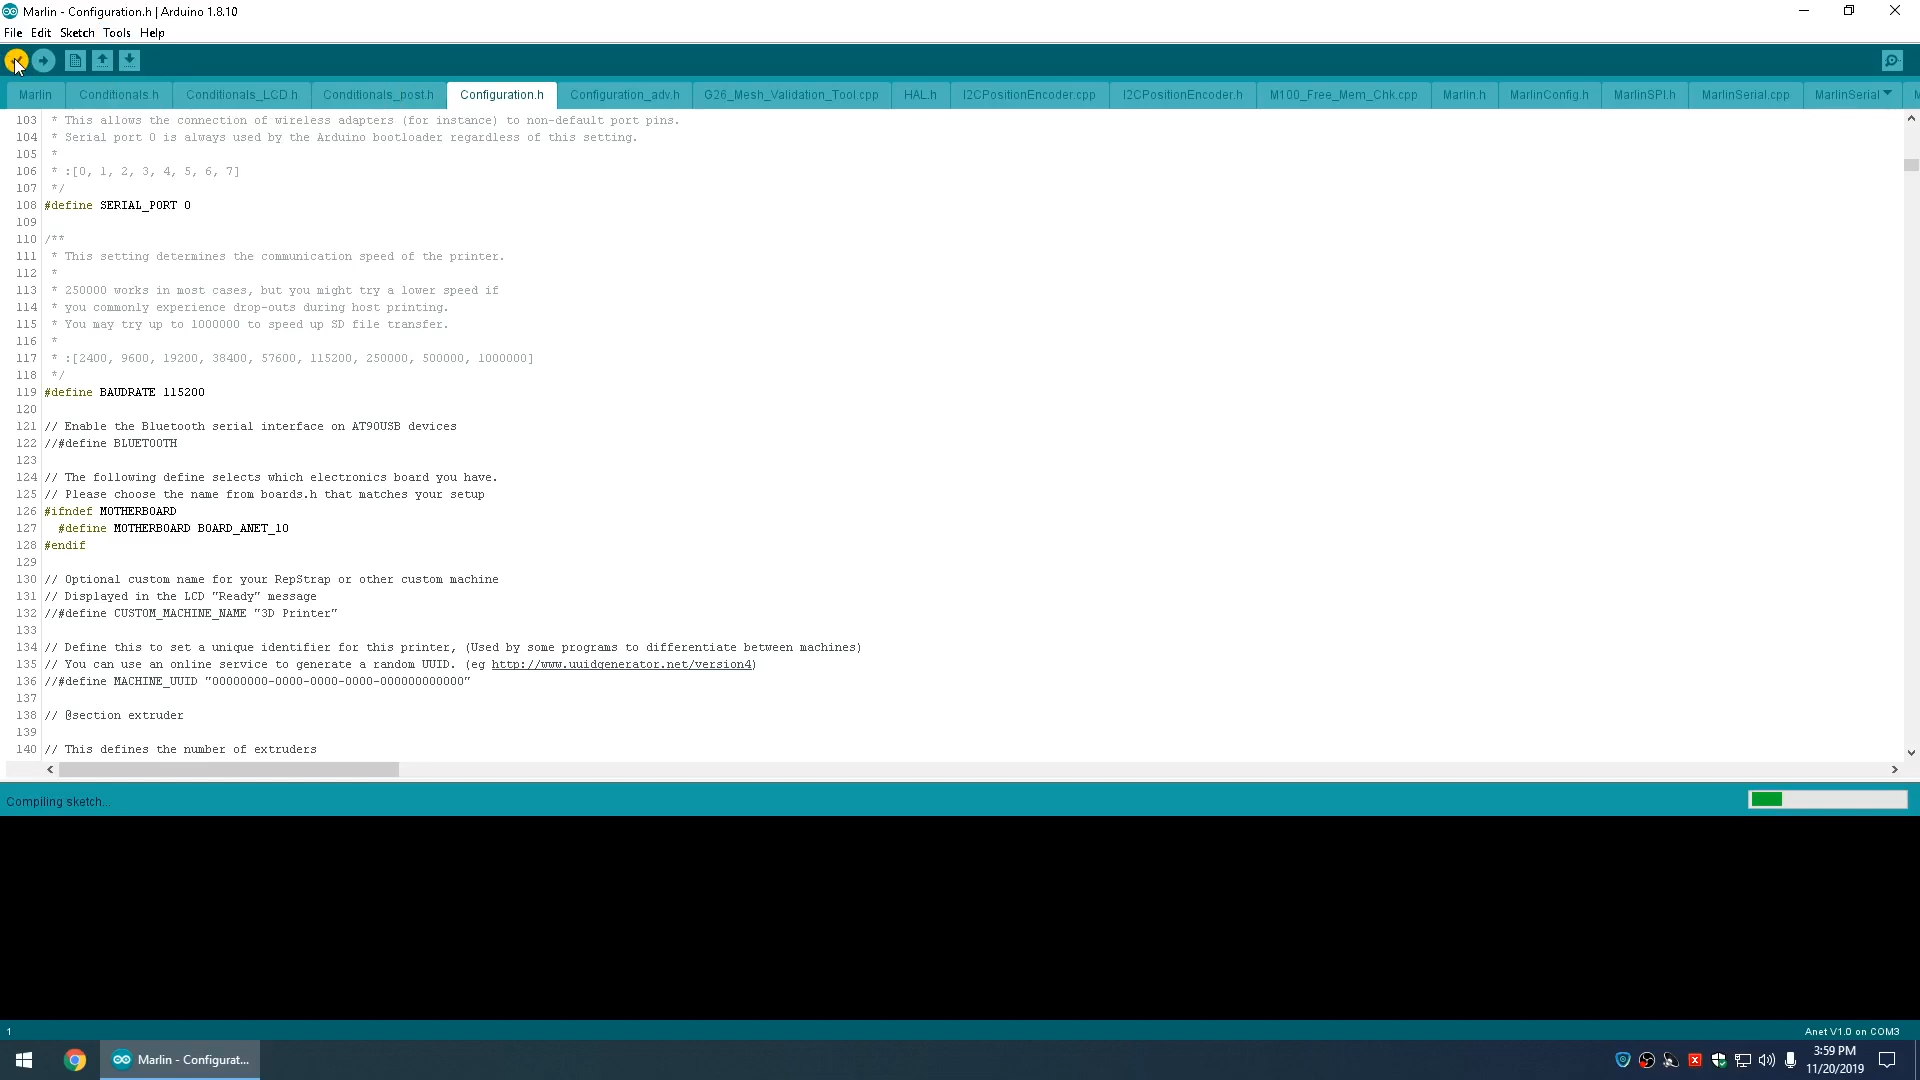 Marlin - Configuration.h | Arduino 1.8.10
File Edit Sketch Tools Help
Marlin Conditionals.h Conditionals_LCD.h Conditionals_post.h Configuration.h Configuration_adv.h G26_Mesh_Validation_Tool.cpp HAL.h I2CPositionEncoder.cpp I2CPositionEncoder.h M100_Free_Mem_Chk.cpp Marlin.h MarlinConfig.h MarlinSPI.h MarlinSerial.cpp MarlinSerial
103 * This allows the connection of wireless adapters (for instance) to non-default port pins.
104 * Serial port 0 is always used by the Arduino bootloader regardless of this setting.
105 *
106 * :[0, 1, 2, 3, 4, 5, 6, 7]
107 */
108 #define SERIAL_PORT 0
109
110 /**
111 * This setting determines the communication speed of the printer.
112 *
113 * 250000 works in most cases, but you might try a lower speed if
114 * you commonly experience drop-outs during host printing.
115 * You may try up to 1000000 to speed up SD file transfer.
116 *
117 * :[2400, 9600, 19200, 38400, 57600, 115200, 250000, 500000, 1000000]
118 */
119 #define BAUDRATE 115200
120
121 // Enable the Bluetooth serial interface on AT90USB devices
122 //#define BLUETOOTH
123
124 // The following define selects which electronics board you have.
125 // Please choose the name from boards.h that matches your setup
126 #ifndef MOTHERBOARD
127 #define MOTHERBOARD BOARD_ANET_10
128 #endif
129
130 // Optional custom name for your RepStrap or other custom machine
131 // Displayed in the LCD "Ready" message
132 //#define CUSTOM_MACHINE_NAME "3D Printer"
133
134 // Define this to set a unique identifier for this printer, (Used by some programs to differentiate between machines)
135 // You can use an online service to generate a random UUID. (eg http://www.uuidgenerator.net/version4)
136 //#define MACHINE_UUID "00000000-0000-0000-0000-000000000000"
137
138 // @section extruder
139
140 // This defines the number of extruders
Compiling sketch...
1
Anet V1.0 on COM3
Marlin - Configurat...
3:59 PM
11/20/2019